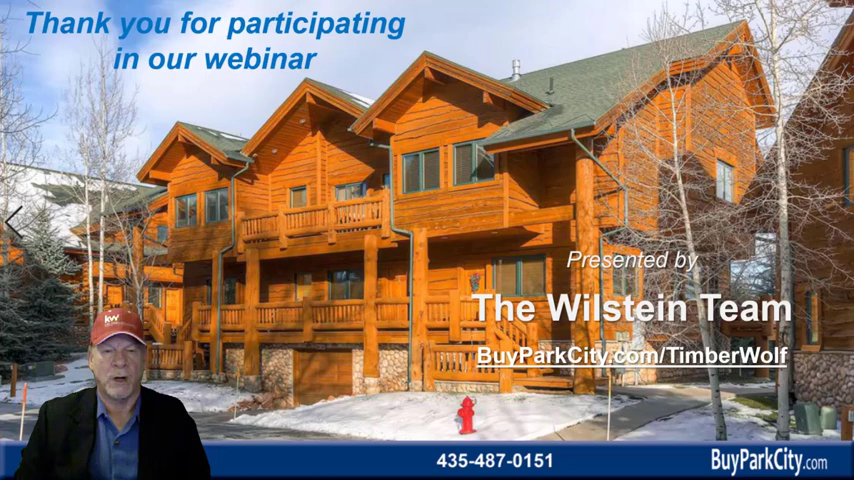 Thank you for participating
in our webinar
kw
Presented by
The Wilstein Team
BuyParkCity.com/TimberWolf
435-487-0151
BuyParkCity.com